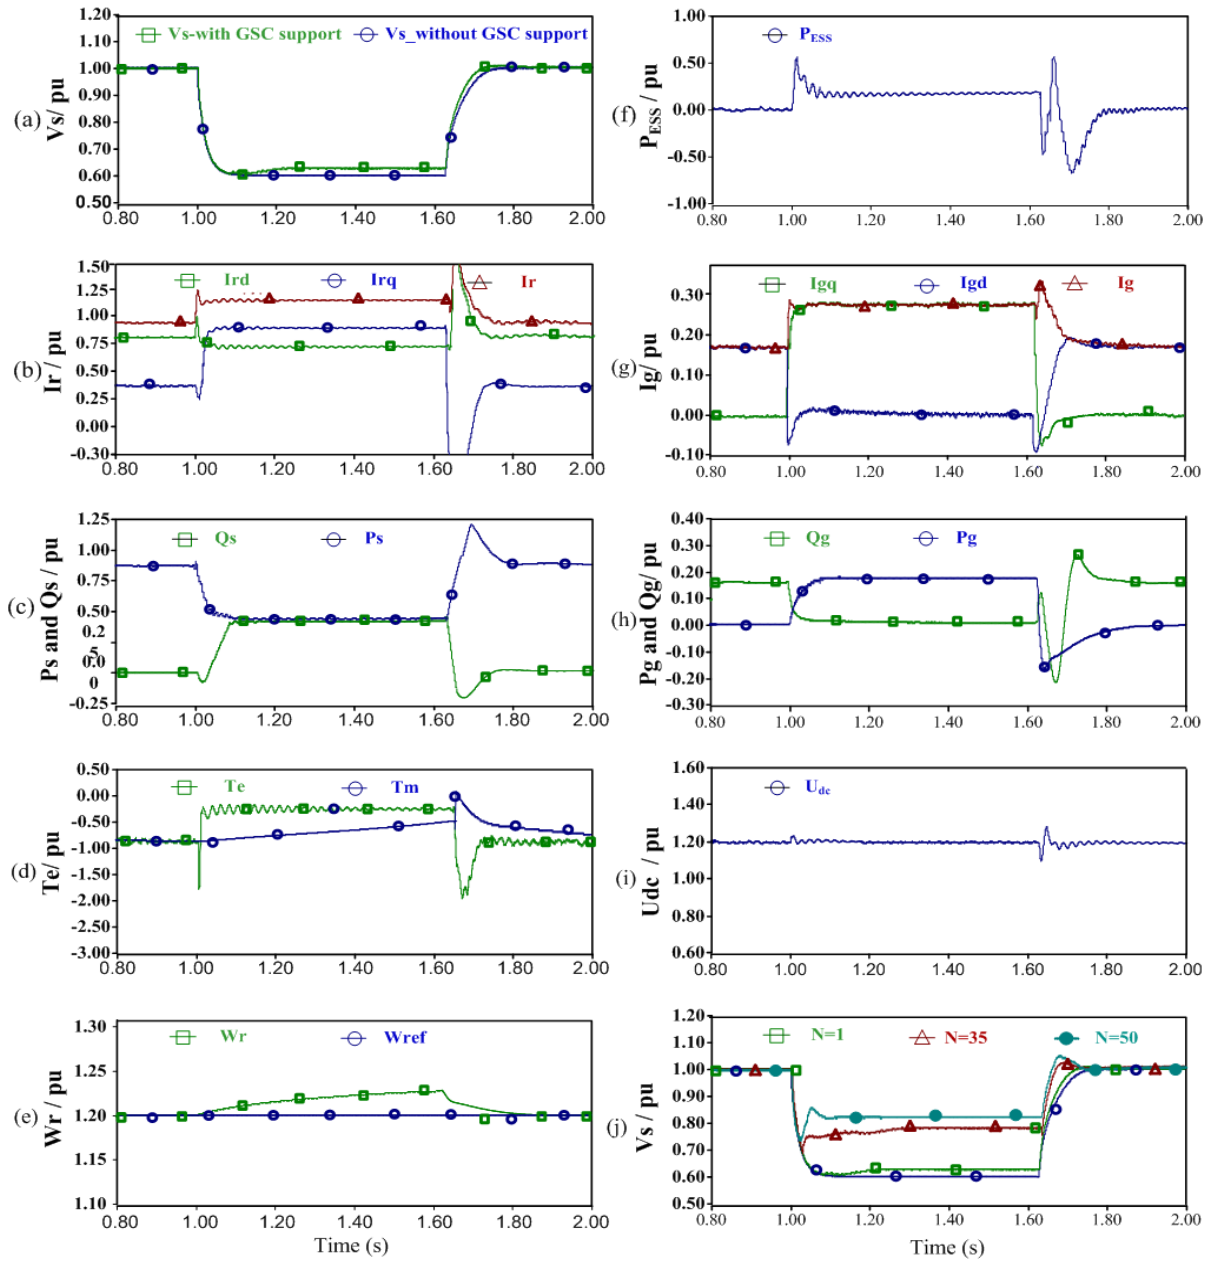 1.20
Vs-with GSC support Vs_without GSC support
1.00
0.90
0.80
0.70
0.60
0.50
(a) Vs/ pu
0.80 1.00 1.20 1.40 1.60 1.80 2.00
1.00
P_ESS
0.50
0.00
-0.50
-1.00
(f) P_ESS / pu
0.80 1.00 1.20 1.40 1.60 1.80 2.00
1.50
Ird Irq Ir
1.25
1.00
0.75
0.50
0.25
0.00
-0.30
(b) Ir / pu
0.80 1.00 1.20 1.40 1.60 1.80 2.00
Igq Igd Ig
0.30
0.20
0.10
0.00
-0.10
(g) Ig/ pu
0.80 1.00 1.20 1.40 1.60 1.80 2.00
1.25
Qs Ps
1.00
0.75
0.50
0.2
5
0.0
0
-0.25
(c) Ps and Qs / pu
0.80 1.00 1.20 1.40 1.60 1.80 2.00
0.40
Qg Pg
0.30
0.20
0.10
0.00
-0.10
-0.20
-0.30
(h) Pg and Qg/ pu
0.80 1.00 1.20 1.40 1.60 1.80 2.00
0.50
Te Tm
0.00
-0.50
-1.00
-1.50
-2.00
-2.50
-3.00
(d) Te/ pu
0.80 1.00 1.20 1.40 1.60 1.80 2.00
1.60
U_dc
1.40
1.20
1.00
0.80
0.60
(i) Udc / pu
0.80 1.00 1.20 1.40 1.60 1.80 2.00
1.30
Wr Wref
1.25
1.20
1.15
1.10
(e) Wr / pu
0.80 1.00 1.20 1.40 1.60 1.80 2.00
Time (s)
1.20
N=1 N=35 N=50
1.00
0.90
0.80
0.70
0.60
0.50
(j) Vs / pu
0.80 1.00 1.20 1.40 1.60 1.80 2.00
Time (s)